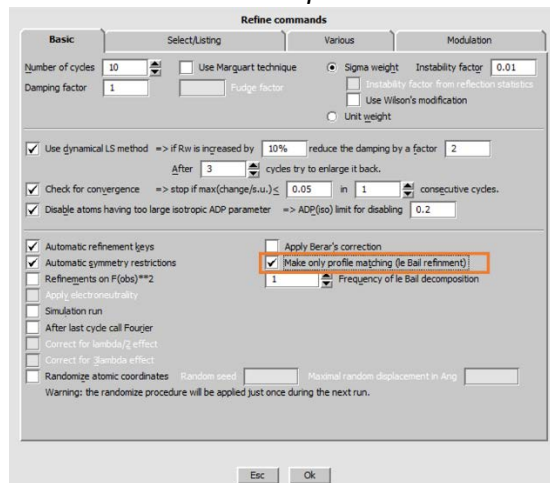 Refine commands
Basic Select/Listing Various Modulation
Number of cycles 10 Use Marquart technique Sigma weight Instability factor 0.01
Damping factor 1 Fudge factor Instability factor from reflection statistics
Use Wilson's modification
Unit weight
Use dynamical LS method => if Rw is increased by 10% reduce the damping by a factor 2
After 3 cycles try to enlarge it back.
Check for convergence => stop if max(change/s.u.)≤ 0.05 in 1 consecutive cycles.
Disable atoms having too large isotropic ADP parameter => ADP(iso) limit for disabling 0.2
Automatic refinement keys Apply Berar's correction
Automatic symmetry restrictions Make only profile matching (le Bail refinment)
Refinements on F(obs)**2 1 Frequency of le Bail decomposition
Apply electroneutrality
Simulation run
After last cycle call Fourier
Correct for lambda/2 effect
Correct for 3lambda effect
Randomize atomic coordinates Random seed Maximal random displacement in Ang
Warning: the randomize procedure will be applied just once during the next run.
Esc Ok